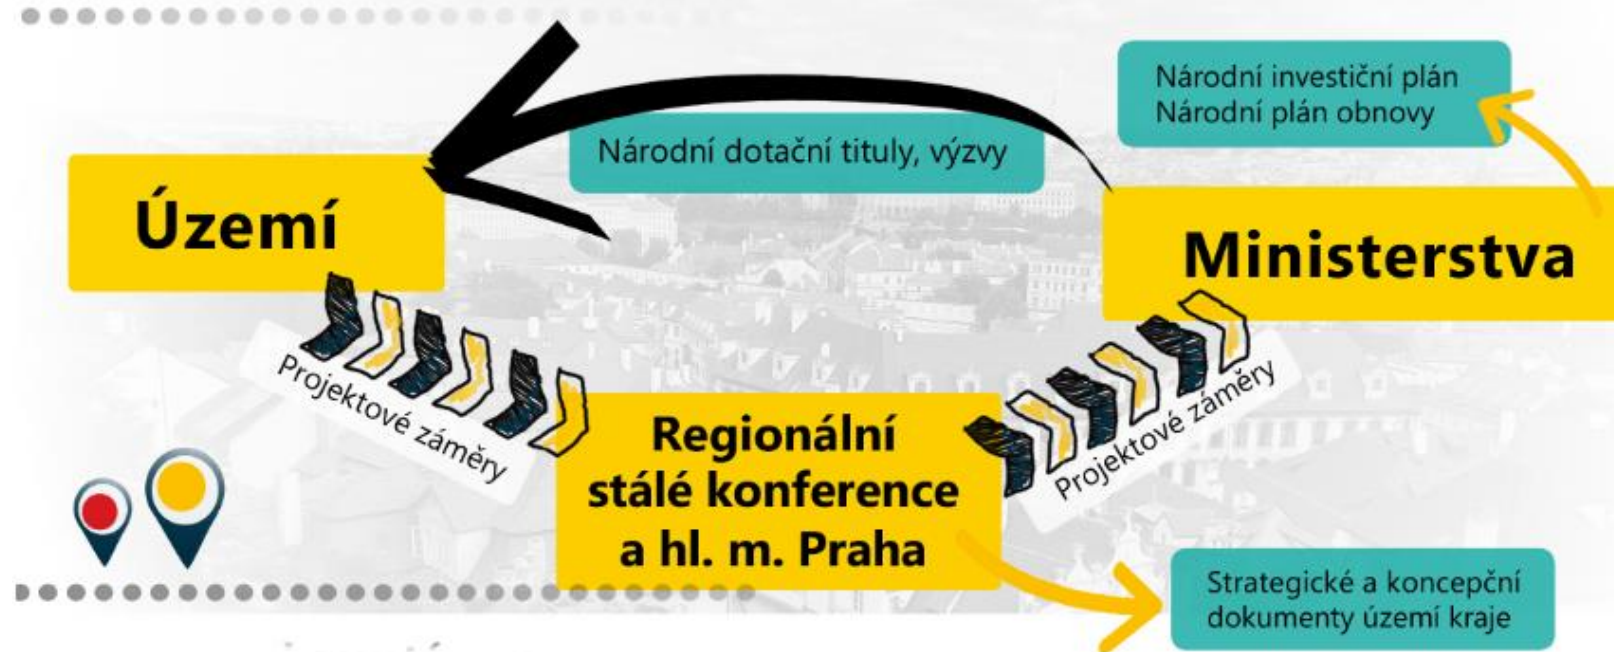 Národní investiční plán
Národní plán obnovy
Národní dotační tituly, výzvy
Území
Ministerstva
Projektové záměry
Projektové záměry
Regionální
stálé konference
a hl. m. Praha
Strategické a koncepční
dokumenty území kraje